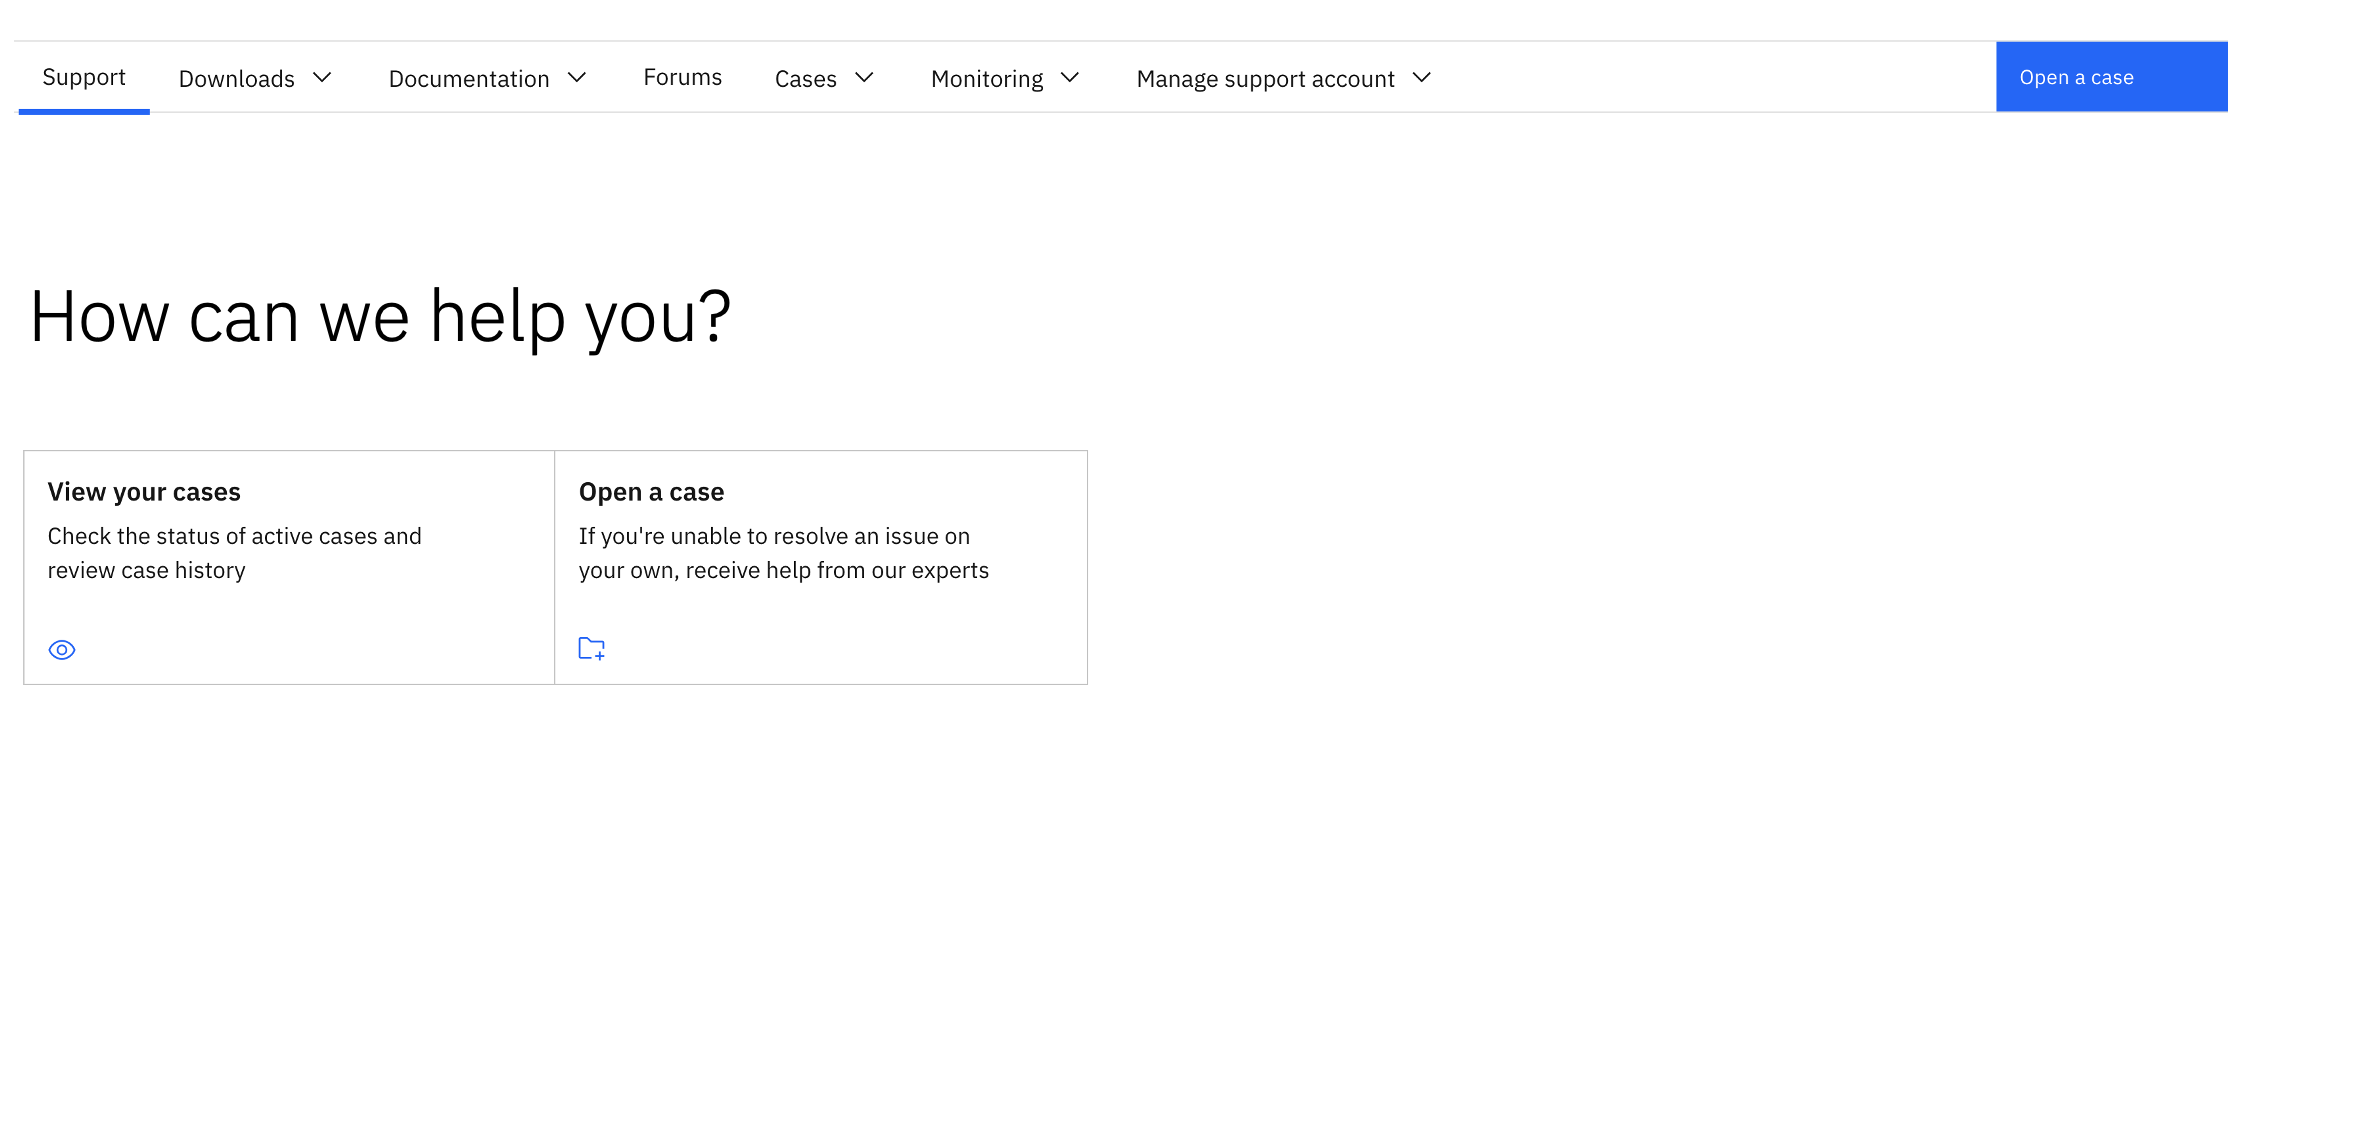 Support Downloads Documentation Forums Cases Monitoring Manage support account Open a case
How can we help you?
View your cases
Check the status of active cases and
review case history
Open a case
If you're unable to resolve an issue on
your own, receive help from our experts